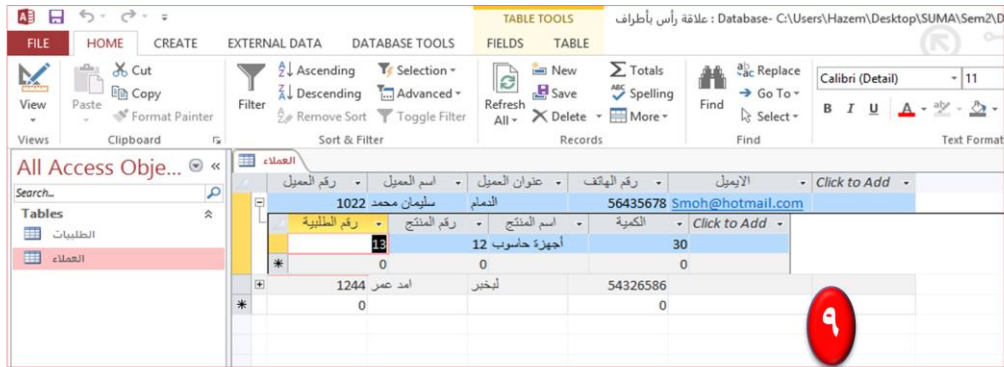 TABLE TOOLS
Database- C:\Users\Hazem\Desktop\SUMA\Sem2\D : علاقة رأس بأطراف
FILE HOME CREATE EXTERNAL DATA DATABASE TOOLS FIELDS TABLE
View
Views
Paste
Cut
Copy
Format Painter
Clipboard
Filter
Ascending
Descending
Remove Sort
Selection
Advanced
Toggle Filter
Sort & Filter
Refresh All
New
Save
Delete
Totals
Spelling
More
Records
Find
Replace
Go To
Select
Find
Calibri (Detail) 11
B I U A
Text Format
All Access Obje...
Search...
Tables
الطلبيات
العملاء
العملاء
رقم العميل اسم العميل عنوان العميل رقم الهاتف الايميل Click to Add
1022 سليمان محمد الدمام 56435678 Smoh@hotmail.com
رقم الطلبية رقم المنتج اسم المنتج الكمية Click to Add
13 12 أجهزة حاسوب 30
0 0 0
1244 امد عمر لبخبر 54326586
0 0
٩